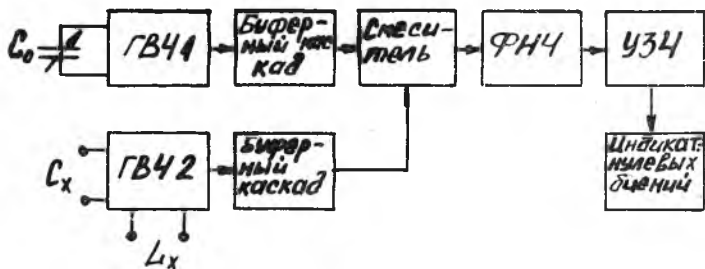 C₀
ГВЧ1
Буфер-
ный кас-
кад
Смеси-
тель
ФНЧ
УЗЧ
Cₓ
ГВЧ2
Буфер-
ный
каскад
Индикат.
нулевых
биений
Lₓ